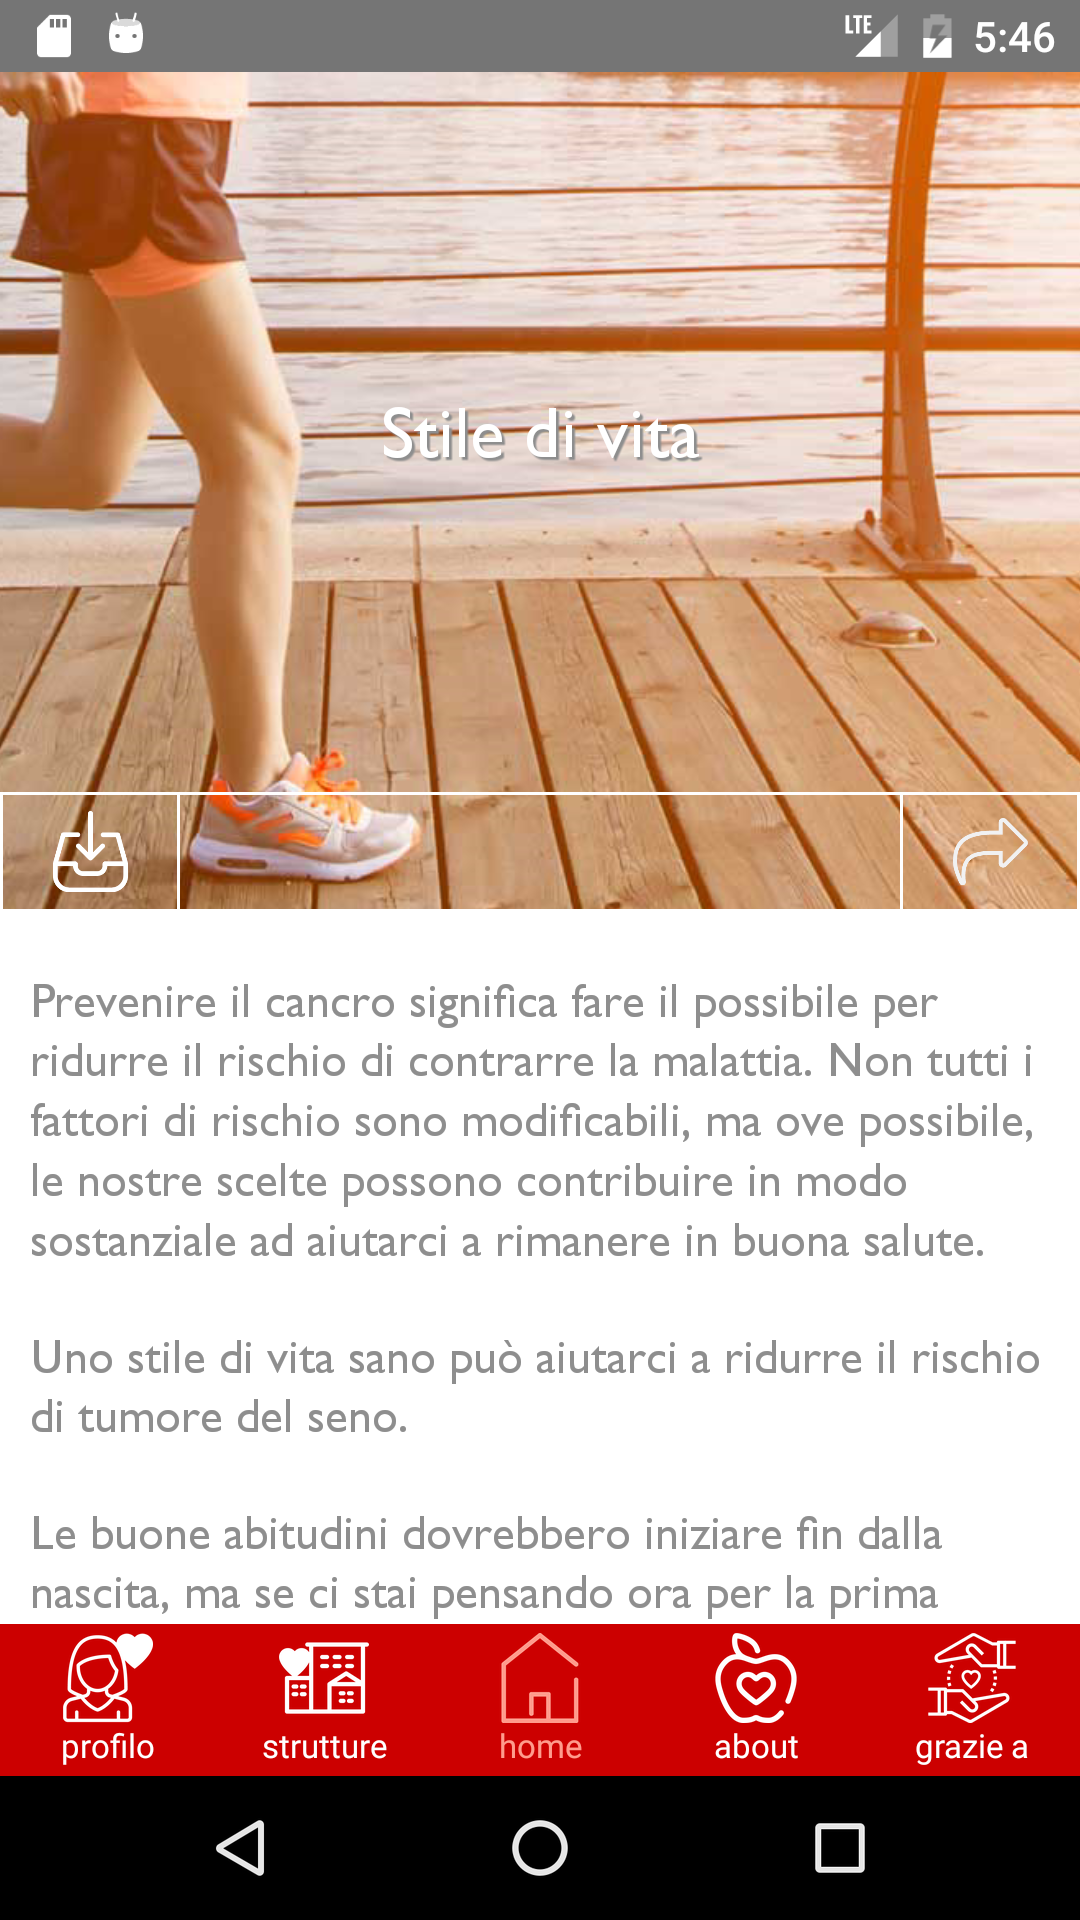 LTE 5:46
Stile di vita
Prevenire il cancro significa fare il possibile per
ridurre il rischio di contrarre la malattia. Non tutti i
fattori di rischio sono modificabili, ma ove possibile,
le nostre scelte possono contribuire in modo
sostanziale ad aiutarci a rimanere in buona salute.
Uno stile di vita sano può aiutarci a ridurre il rischio
di tumore del seno.
Le buone abitudini dovrebbero iniziare fin dalla
nascita, ma se ci stai pensando ora per la prima
profilo strutture home about grazie a